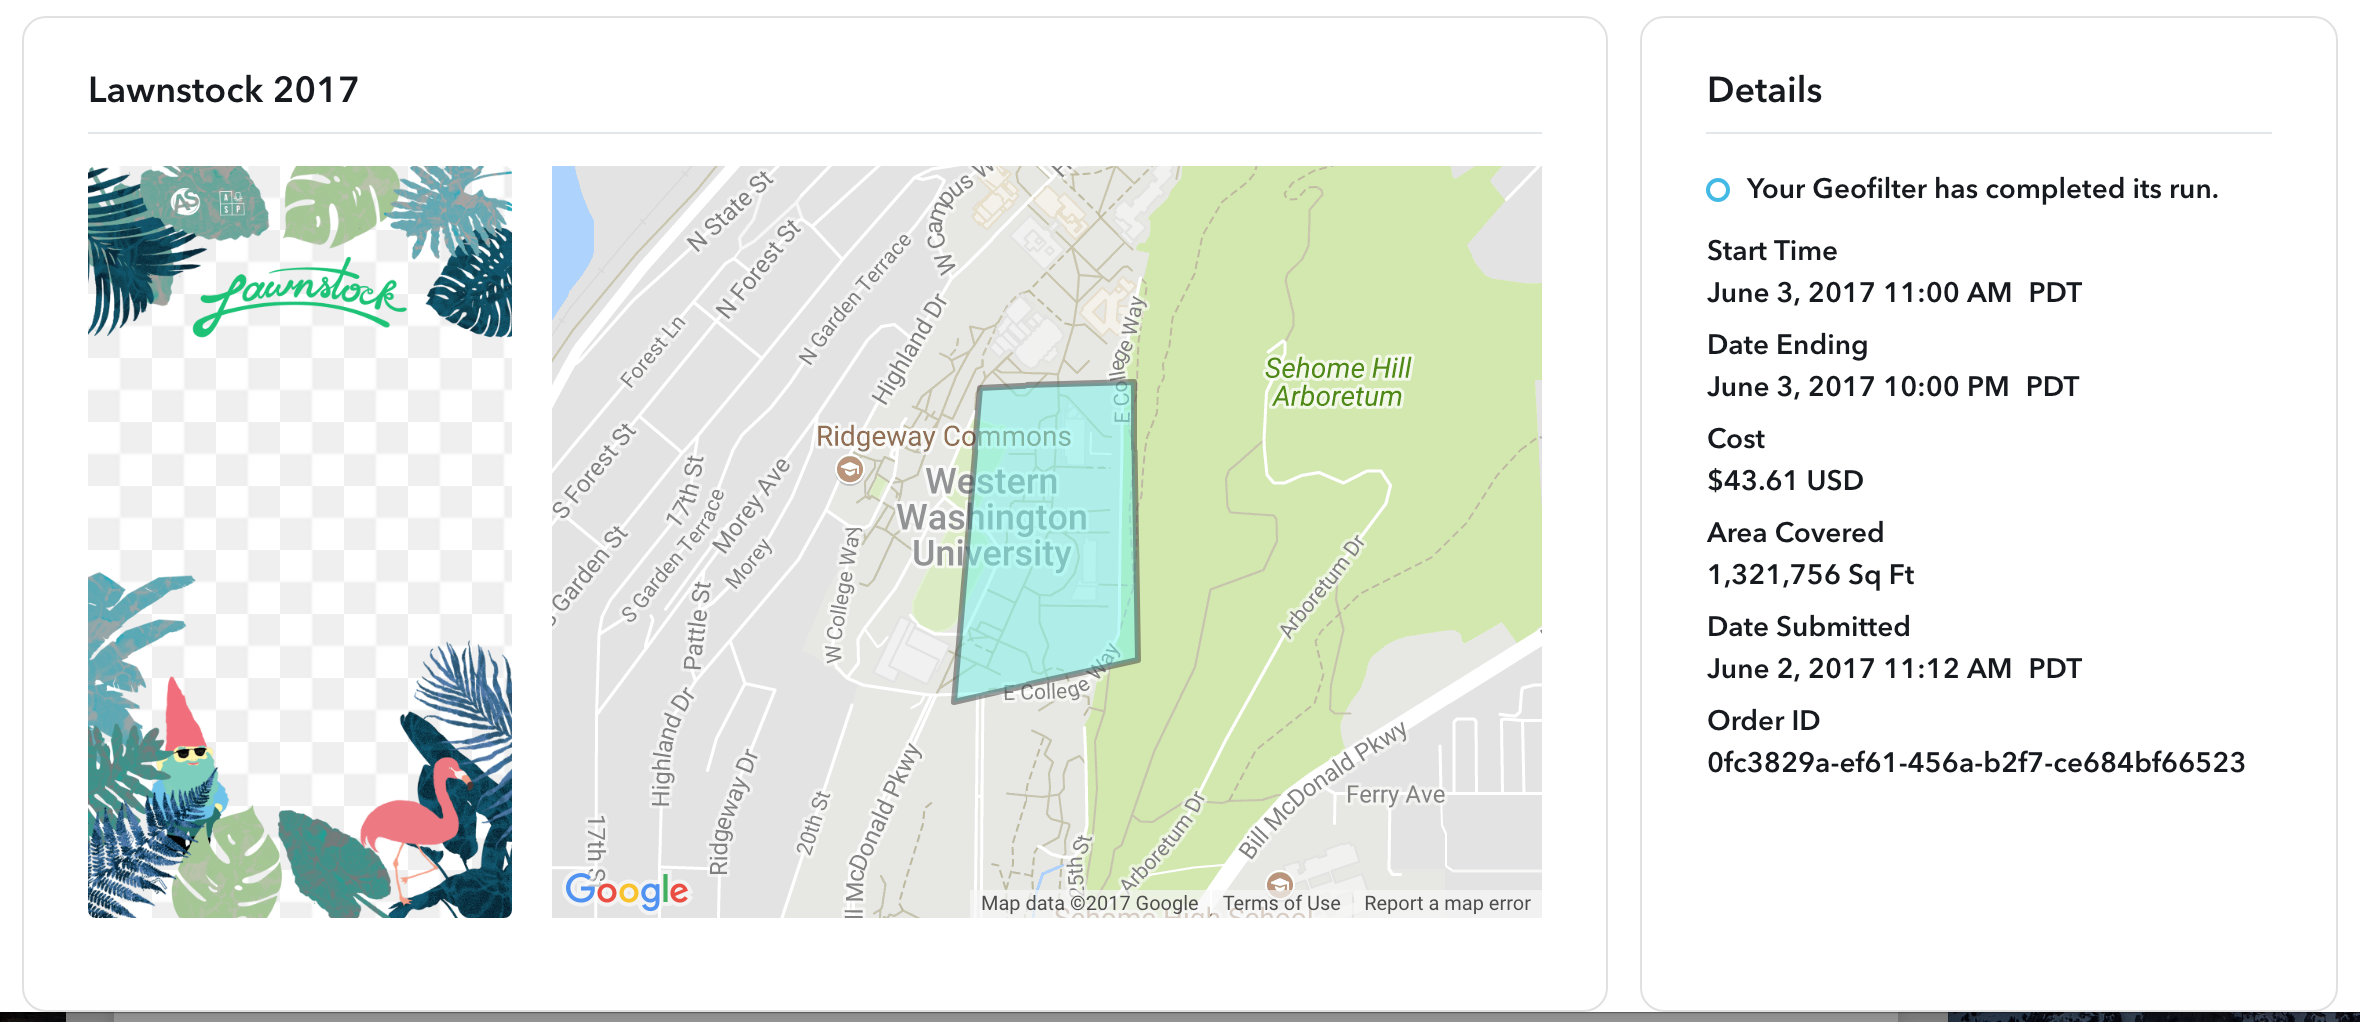 Lawnstock 2017
AS
A S
S P
Lawnstock
N State St
N Forest St
Forest Ln
N Garden Terrace
W Campus W
Highland Dr
E College Way
E College
Sehome Hill
Arboretum
Ridgeway Commons
Western
Washington
University
S Forest St
17th St
S Garden Terrace
Morey Ave
Morey
Garden St
Pattle St
W College Way
E College Way
Arboretum Dr
Highland Dr
Ridgeway Dr
20th St
ll McDonald Pkwy
25th St
Arboretum Dr
Bill McDonald Pkwy
Ferry Ave
17th S
Sehome High School
Google
Map data ©2017 Google
Terms of Use
Report a map error
Details
Your Geofilter has completed its run.
Start Time
June 3, 2017 11:00 AM PDT
Date Ending
June 3, 2017 10:00 PM PDT
Cost
$43.61 USD
Area Covered
1,321,756 Sq Ft
Date Submitted
June 2, 2017 11:12 AM PDT
Order ID
0fc3829a-ef61-456a-b2f7-ce684bf66523